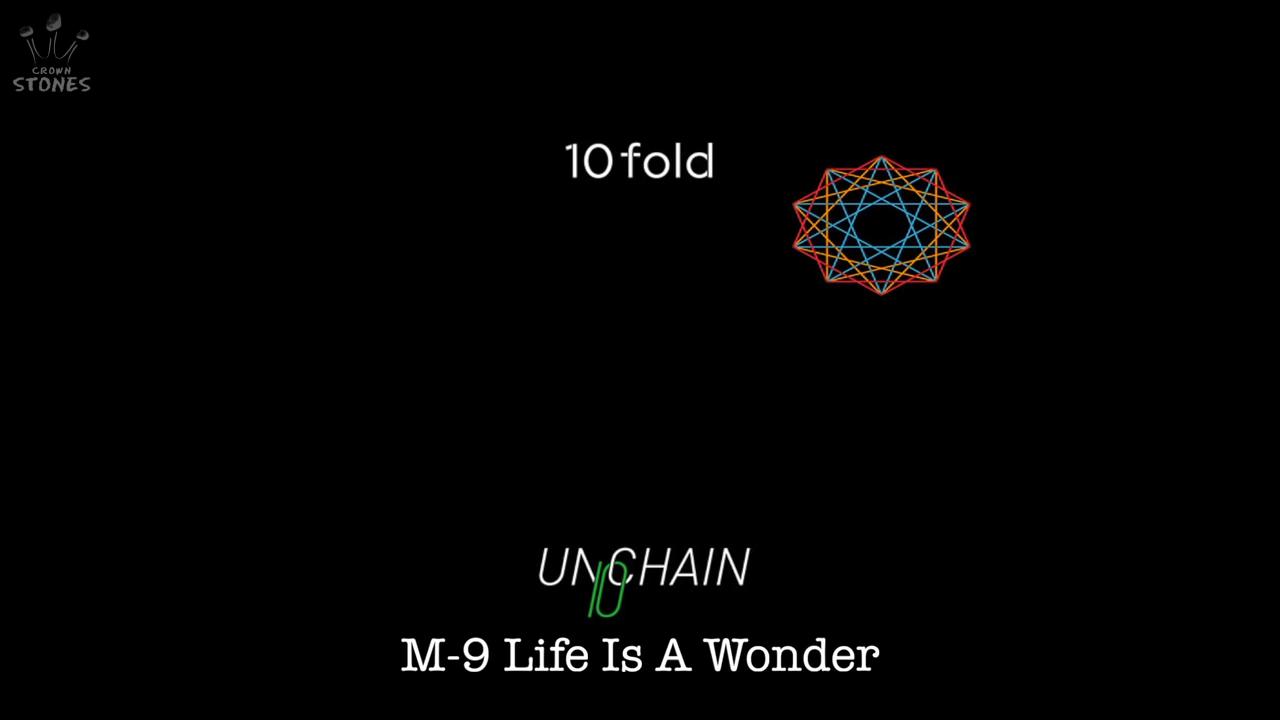 CROWN
STONES
10 fold
UNCHAIN
10
M-9 Life Is A Wonder